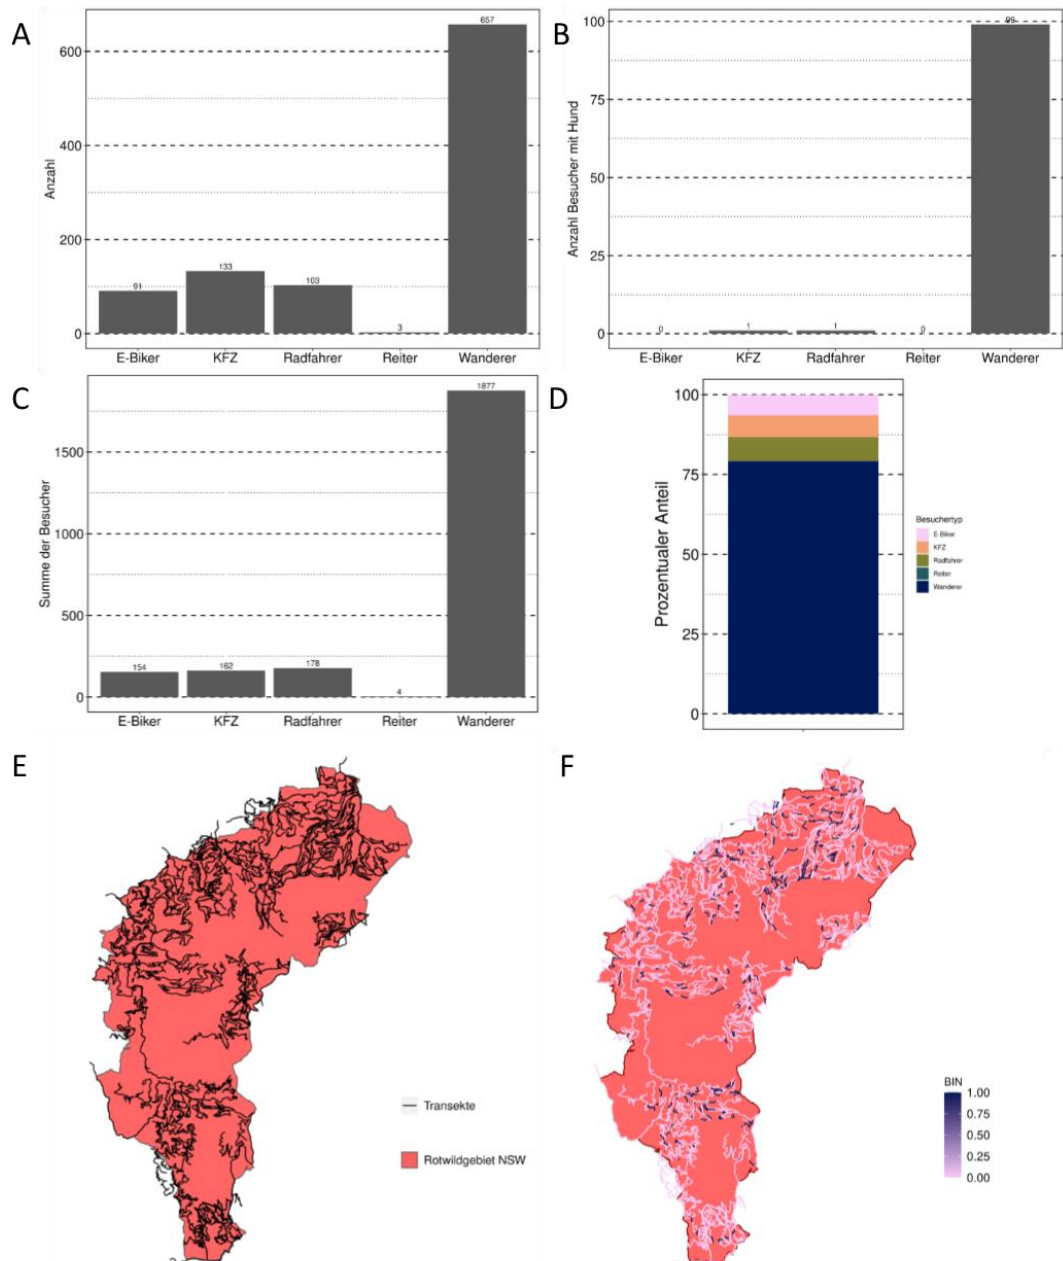 A
Anzahl
600
400
200
0
657
91
133
103
3
E-Biker KFZ Radfahrer Reiter Wanderer
B
Anzahl Besucher mit Hund
100
75
50
25
0
99
0
1
1
0
E-Biker KFZ Radfahrer Reiter Wanderer
C
Summe der Besucher
1500
1000
500
0
1877
154
162
178
4
E-Biker KFZ Radfahrer Reiter Wanderer
D
Prozentualer Anteil
100
75
50
25
0
Besuchertyp
E-Biker
KFZ
Radfahrer
Reiter
Wanderer
E
Transekte
Rotwildgebiet NSW
F
BIN
1.00
0.75
0.50
0.25
0.00